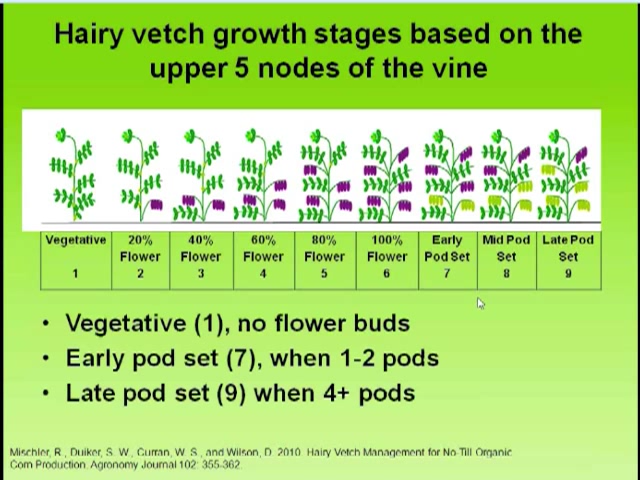 Hairy vetch growth stages based on the
upper 5 nodes of the vine
Vegetative 20% 40% 60% 80% 100% Early Mid Pod Late Pod
Flower Flower Flower Flower Flower Pod Set Set Set
1 2 3 4 5 6 7 8 9
• Vegetative (1), no flower buds
• Early pod set (7), when 1-2 pods
• Late pod set (9) when 4+ pods
Mischler, R., Duiker, S. W., Curran, W. S., and Wilson, D. 2010. Hairy Vetch Management for No-Till Organic
Corn Production. Agronomy Journal 102: 355-362.